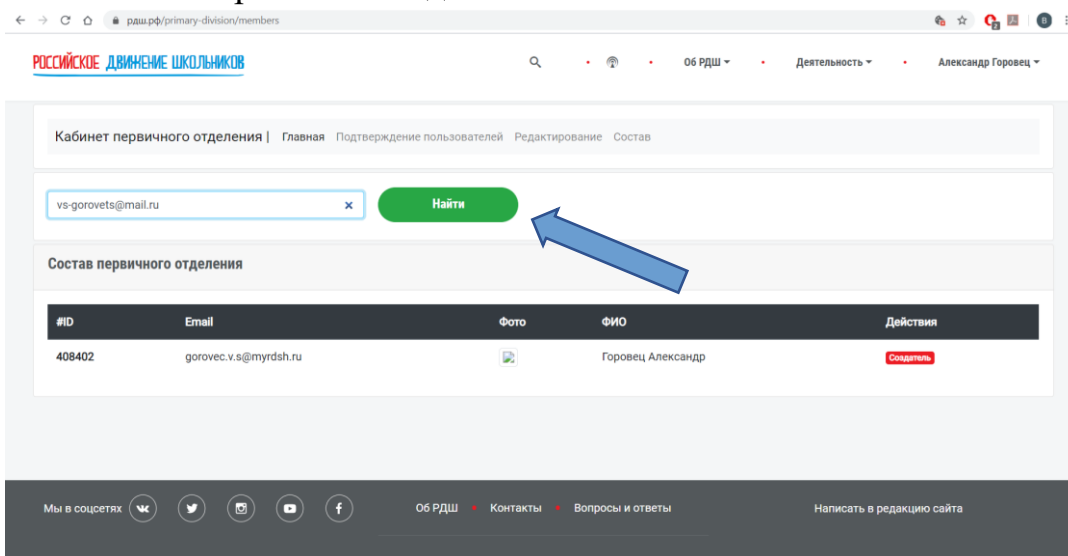 рдш.рф/primary-division/members
РОССИЙСКОЕ ДВИЖЕНИЕ ШКОЛЬНИКОВ
Об РДШ
Деятельность
Александр Горовец
Кабинет первичного отделения | Главная Подтверждение пользователей Редактирование Состав
vs-gorovets@mail.ru × Найти
Состав первичного отделения
#ID Email Фото ФИО Действия
408402 gorovec.v.s@myrdsh.ru Горовец Александр Создатель
Мы в соцсетях Об РДШ • Контакты • Вопросы и ответы Написать в редакцию сайта